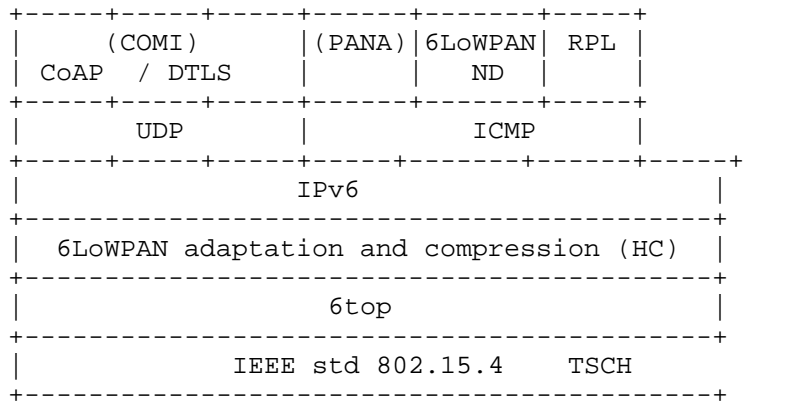 +-----+-----+-----+------+-------+-----+
|     (COMI)      |(PANA)|6LoWPAN| RPL |
| CoAP  / DTLS    |      |  ND   |     |
+-----+-----+-----+------+-------+-----+
|       UDP       |        ICMP        |
+-----+-----+-----+-----+-------+------+-----+
|                 IPv6                      |
+-------------------------------------------+
|  6LoWPAN adaptation and compression (HC)  |
+-------------------------------------------+
|                   6top                    |
+-------------------------------------------+
|             IEEE std 802.15.4    TSCH
+-------------------------------------------+